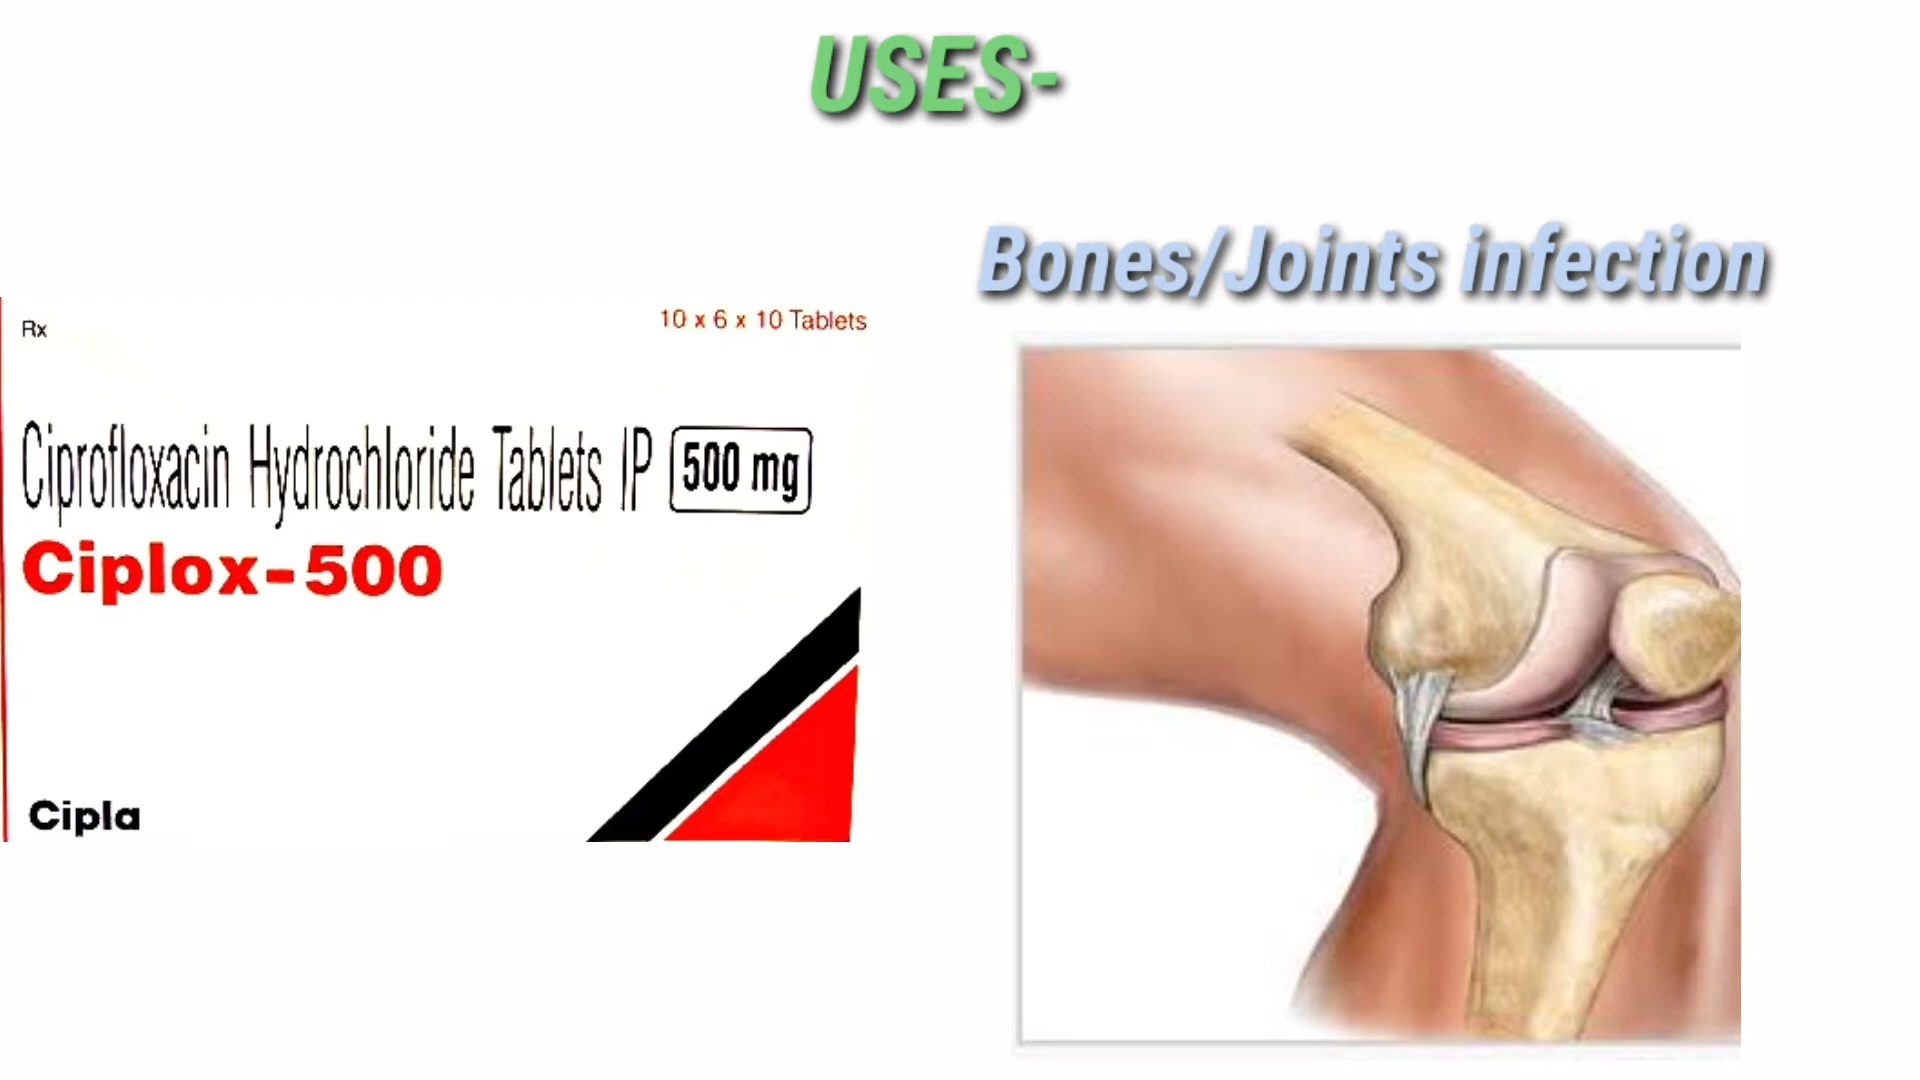 USES-
Bones/Joints infection
Rx
10 x 6 x 10 Tablets
Ciprofloxacin Hydrochloride Tablets IP 500 mg
Ciplox-500
Cipla